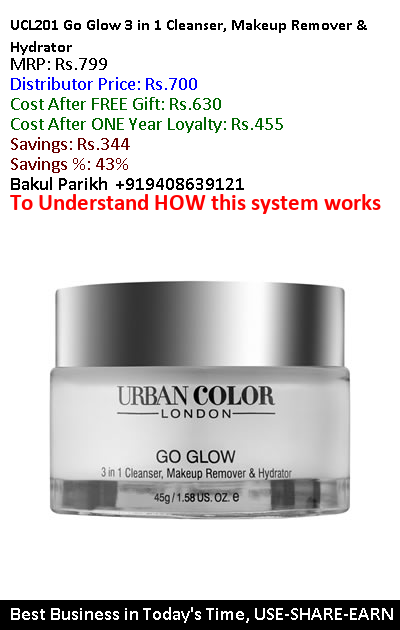 UCL201 Go Glow 3 in 1 Cleanser, Makeup Remover &
Hydrator
MRP: Rs.799
Distributor Price: Rs.700
Cost After FREE Gift: Rs.630
Cost After ONE Year Loyalty: Rs.455
Savings: Rs.344
Savings %: 43%
Bakul Parikh +919408639121
To Understand HOW this system works
URBAN COLOR
LONDON
GO GLOW
3 in 1 Cleanser, Makeup Remover & Hydrator
45g / 1.58 US. OZ. e
Best Business in Today's Time, USE-SHARE-EARN